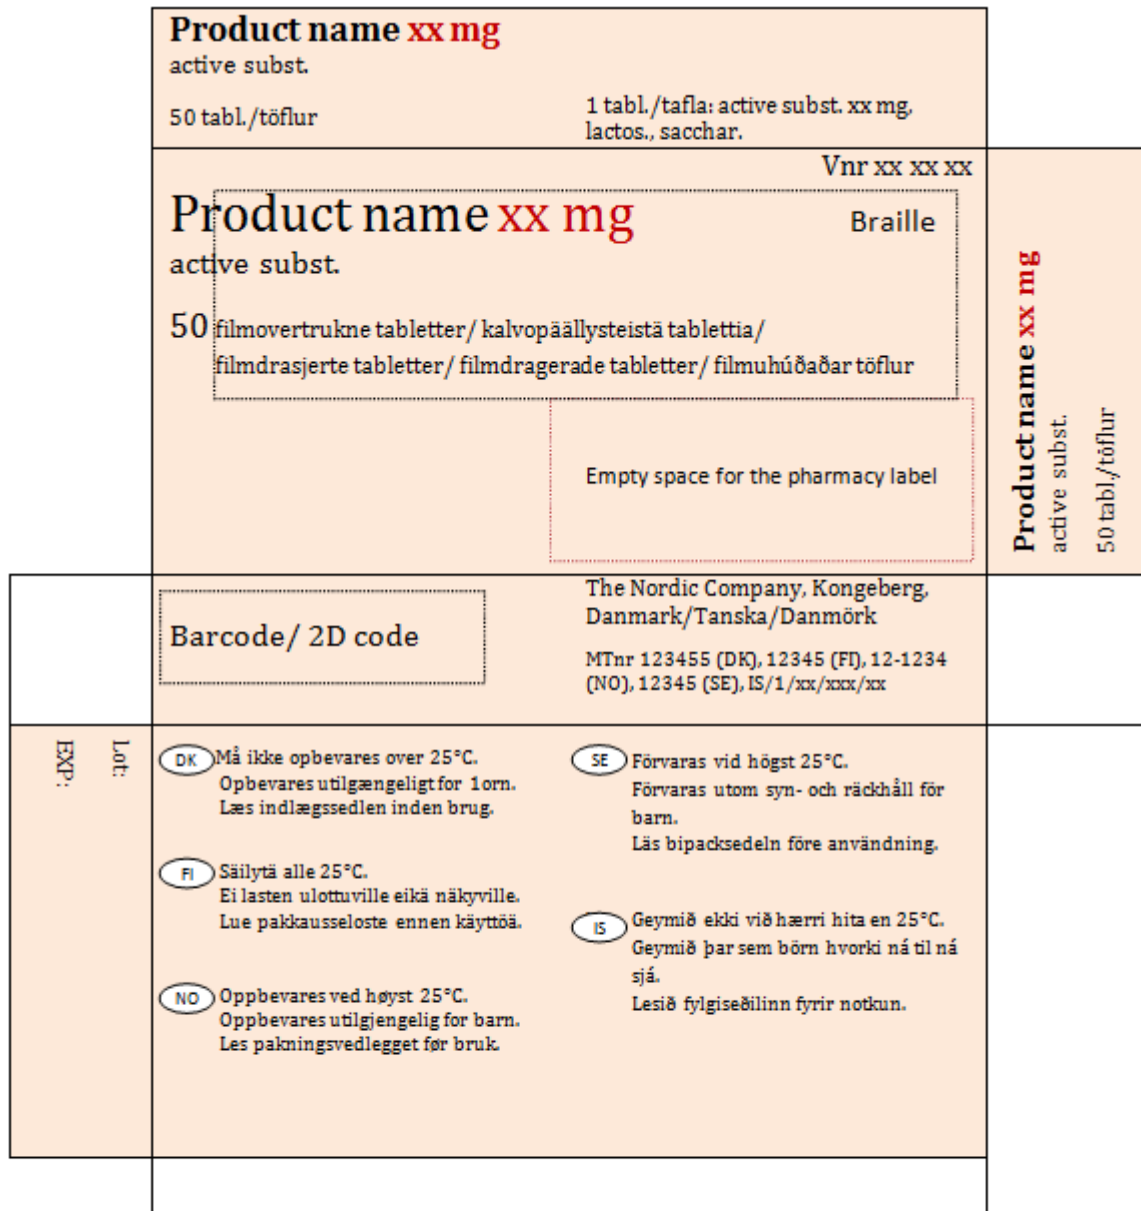 Product name xx mg
active subst.
50 tabl./töflur
1 tabl./tafla: active subst. xx mg,
lactos., sacchar.
Vnr xx xx xx
Product name xx mg
Braille
active subst.
50 filmovertrukne tabletter/ kalvopäällysteistä tablettia/
filmdrasjerte tabletter/ filmdragerade tabletter/ filmuhúðaðar töflur
Empty space for the pharmacy label
Product name xx mg
active subst.
50 tabl./töflur
Barcode/ 2D code
The Nordic Company, Kongeberg,
Danmark/Tanska/Danmörk
MTnr 123455 (DK), 12345 (FI), 12-1234
(NO), 12345 (SE), IS/1/xx/xxx/xx
Lot:
EXP:
DK Må ikke opbevares over 25°C.
Opbevares utilgængeligt for 1orn.
Læs indlægssedlen inden brug.
FI Säilytä alle 25°C.
Ei lasten ulottuville eikä näkyville.
Lue pakkausseloste ennen käyttöä.
NO Oppbevares ved høyst 25°C.
Oppbevares utilgjengelig for barn.
Les pakningsvedlegget før bruk.
SE Förvaras vid högst 25°C.
Förvaras utom syn- och räckhåll för
barn.
Läs bipacksedeln före användning.
IS Geymið ekki við hærri hita en 25°C.
Geymið þar sem börn hvorki ná til né
sjá.
Lesið fylgiseðilinn fyrir notkun.